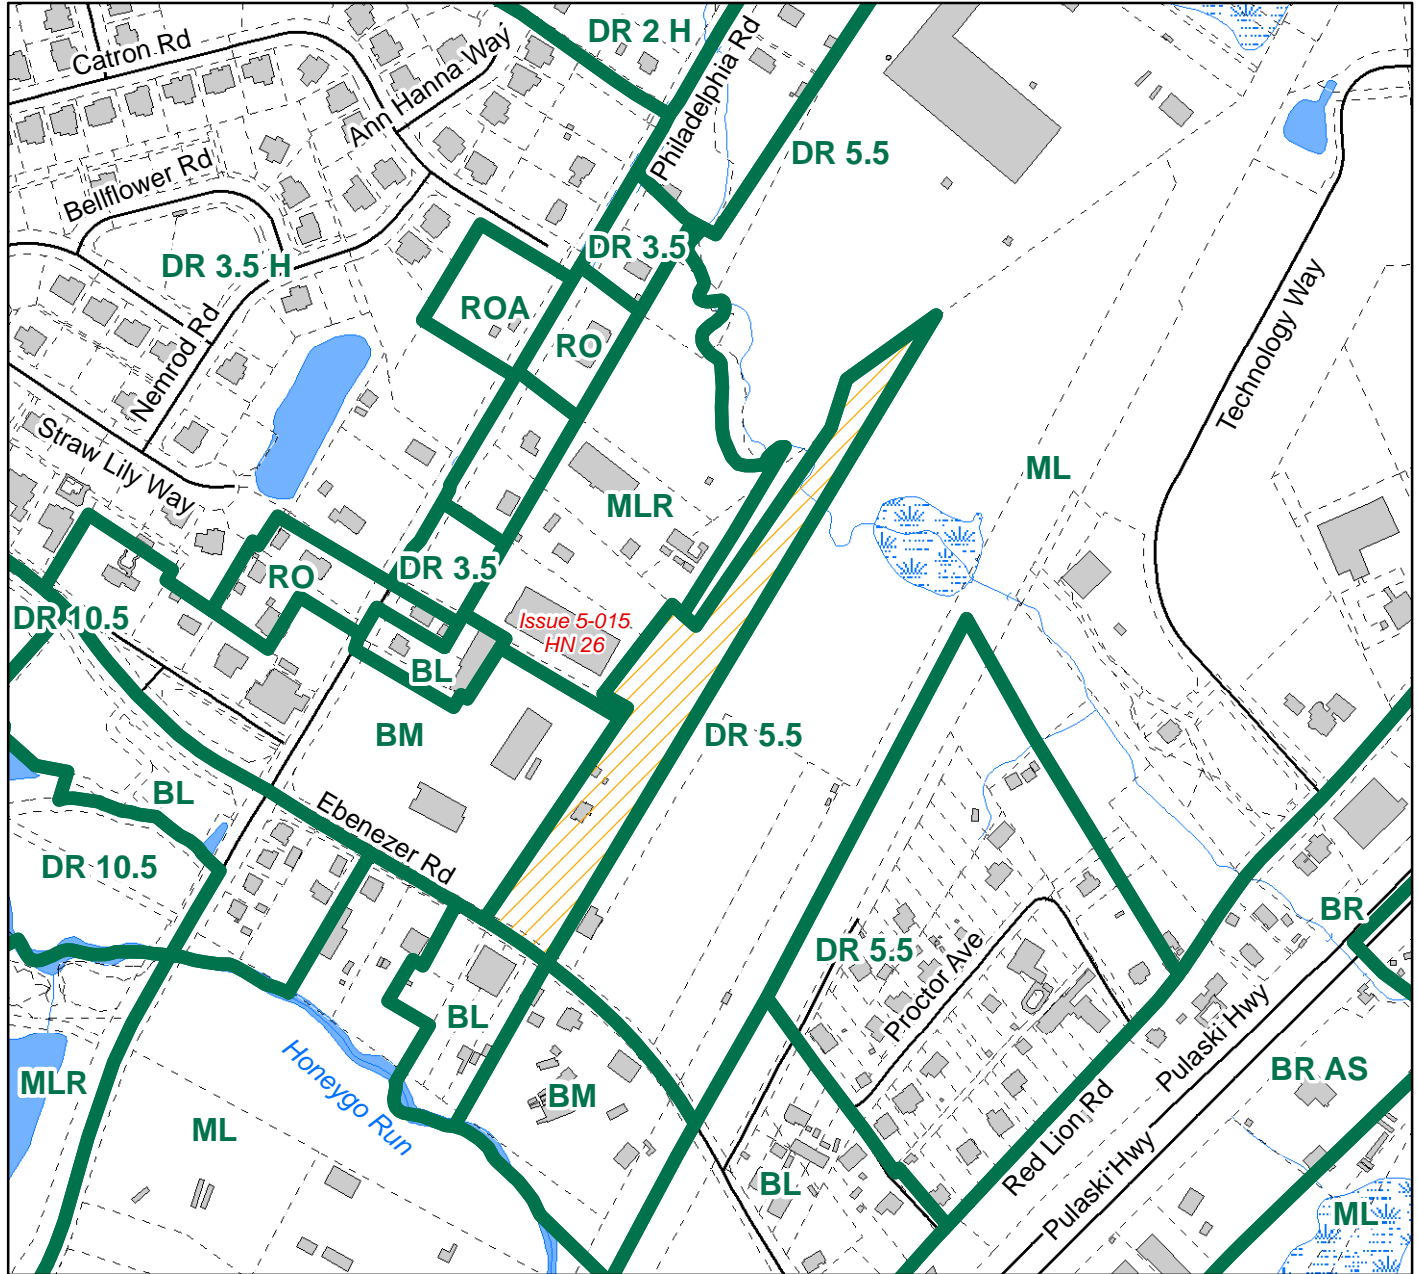 DR 2 H
Catron Rd
Ann Hanna Way
Philadelphia Rd
DR 5.5
Bellflower Rd
DR 3.5 H
DR 3.5
ROA
RO
Nemrod Rd
Technology Way
Straw Lily Way
ML
MLR
DR 3.5
RO
DR 10.5
Issue 5-015
HN 26
BL
BM
DR 5.5
BL
Ebenezer Rd
DR 10.5
BR
DR 5.5
Proctor Ave
BL
Pulaski Hwy
Honeygo Run
MLR
BM
BR AS
ML
Red Lion Rd
Pulaski Hwy
BL
ML